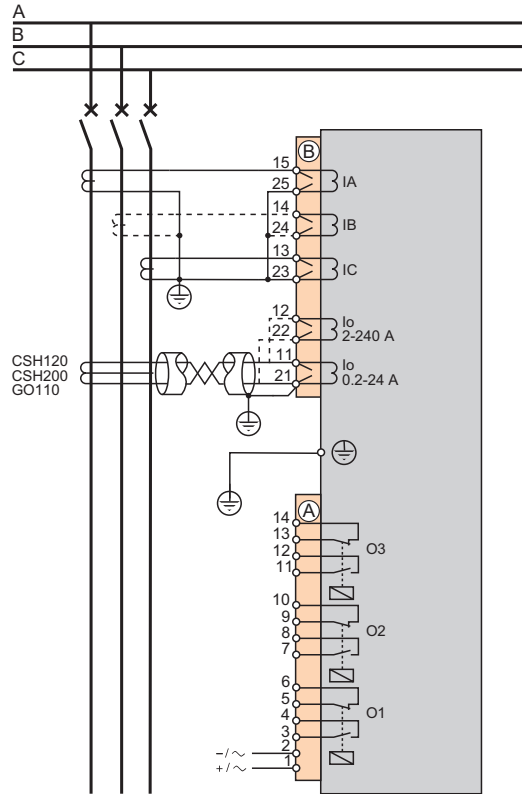 A
B
C
B
15
25
IA
14
24
IB
13
23
IC
12
22
Io
2-240 A
11
21
Io
0.2-24 A
CSH120
CSH200
GO110
A
14
13
12
11
O3
10
9
8
7
O2
6
5
4
3
O1
-/~ 2
+/~ 1